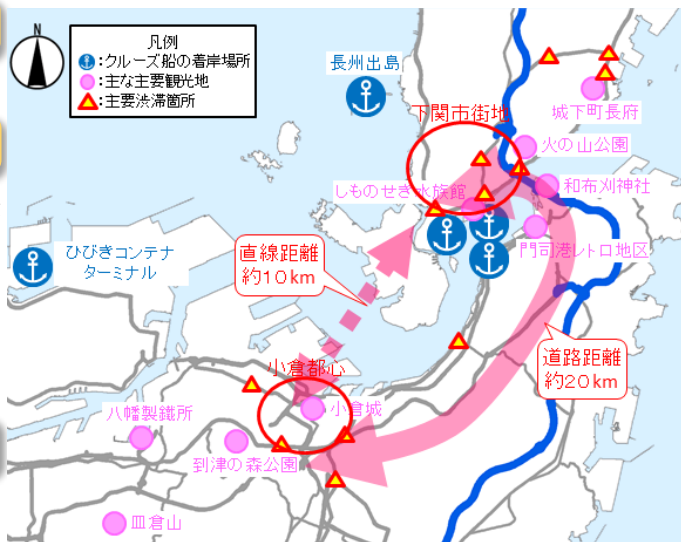 N
凡例
:クルーズ船の着岸場所
:主な主要観光地
:主要渋滞箇所
長州出島
下関市街地
城下町長府
火の山公園
しものせき水族館
和布刈神社
門司港レトロ地区
ひびきコンテナ
ターミナル
直線距離
約10km
道路距離
約20km
小倉都心
小倉城
八幡製鐵所
到津の森公園
皿倉山